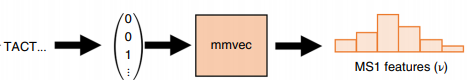 TACT...
0
0
1
⋮
mmvec
MS1 features (ν)